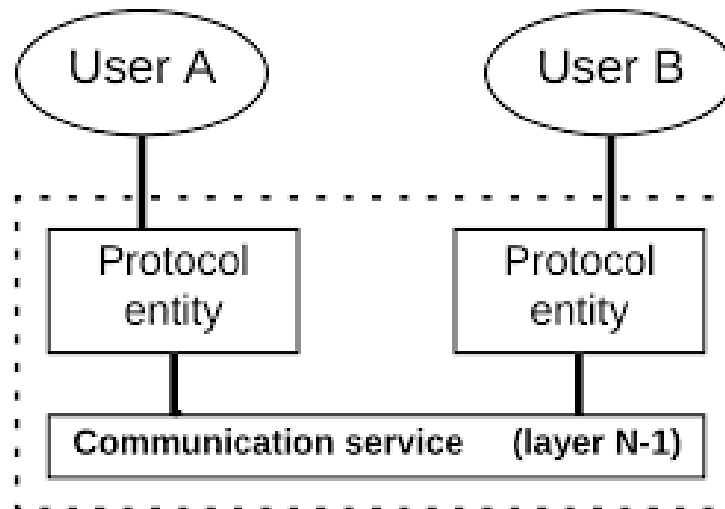 User A
User B
Protocol
entity
Protocol
entity
Communication service (layer N-1)